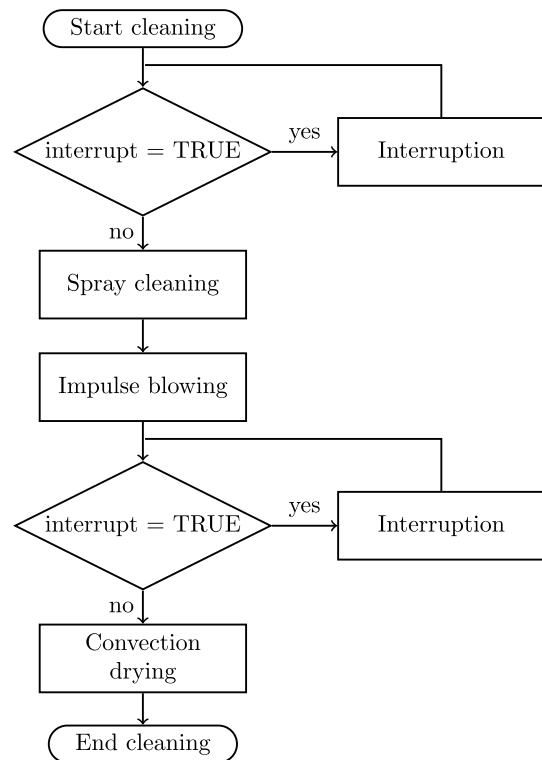 Start cleaning
interrupt = TRUE
yes
Interruption
no
Spray cleaning
Impulse blowing
interrupt = TRUE
yes
Interruption
no
Convection
drying
End cleaning